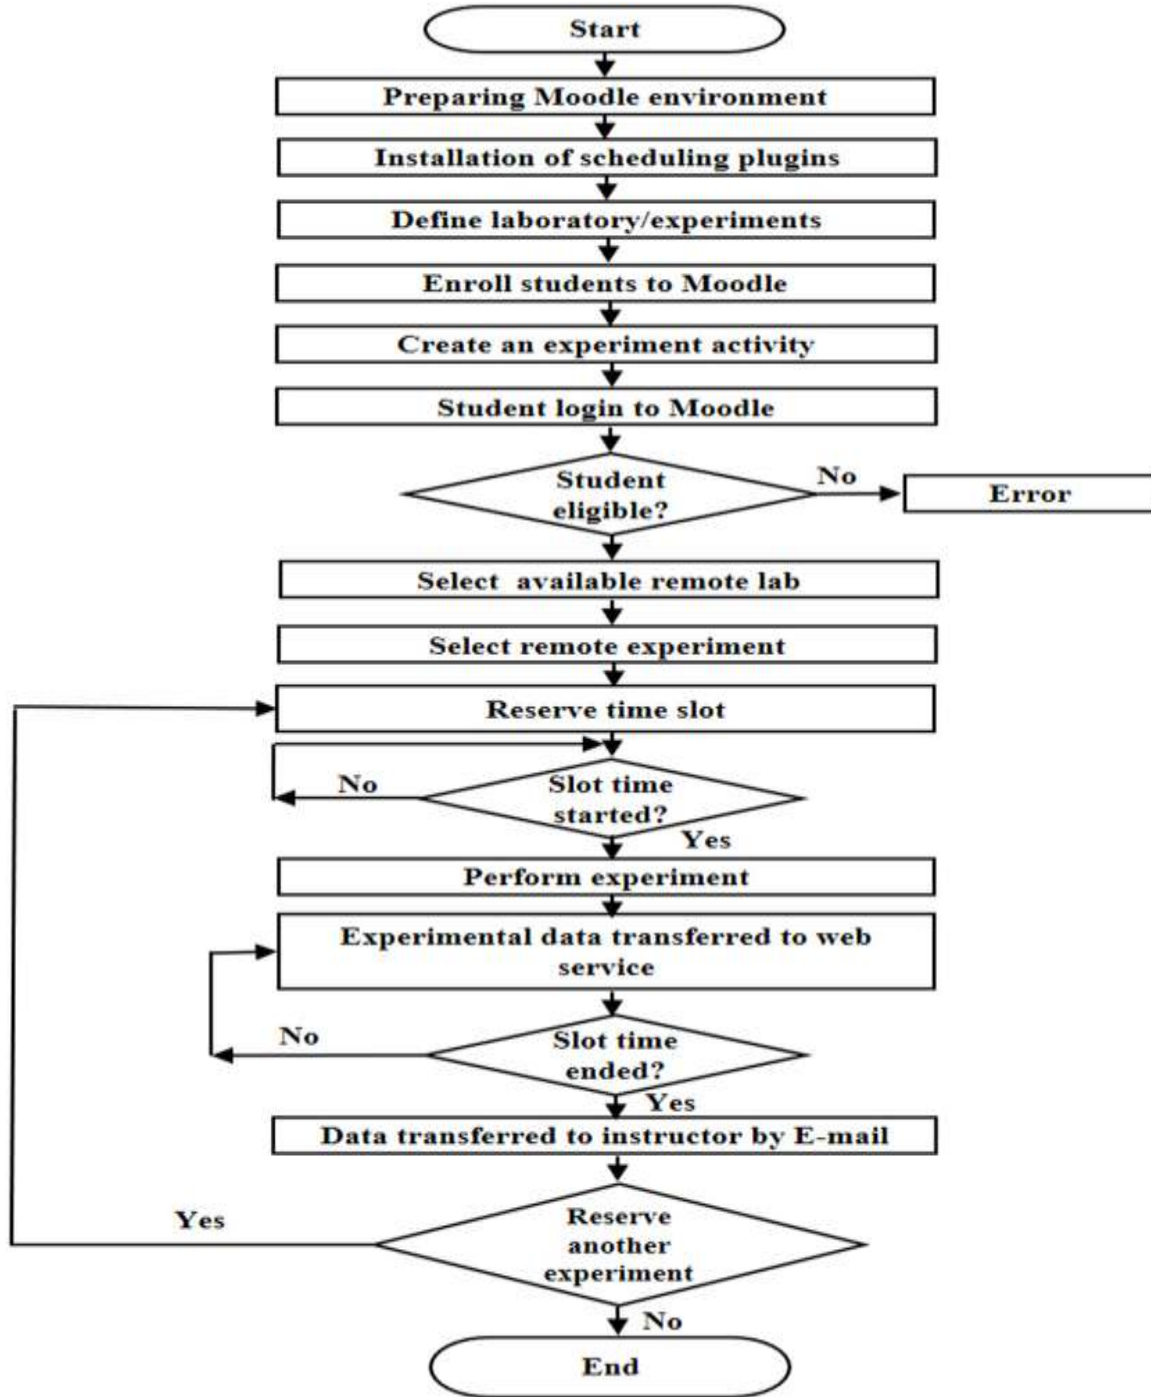 Start
Preparing Moodle environment
Installation of scheduling plugins
Define laboratory/experiments
Enroll students to Moodle
Create an experiment activity
Student login to Moodle
Student
eligible?
No
Error
Select available remote lab
Select remote experiment
Reserve time slot
Slot time
started?
No
Yes
Perform experiment
Experimental data transferred to web
service
No
Slot time
ended?
Yes
Data transferred to instructor by E-mail
Yes
Reserve
another
experiment
No
End